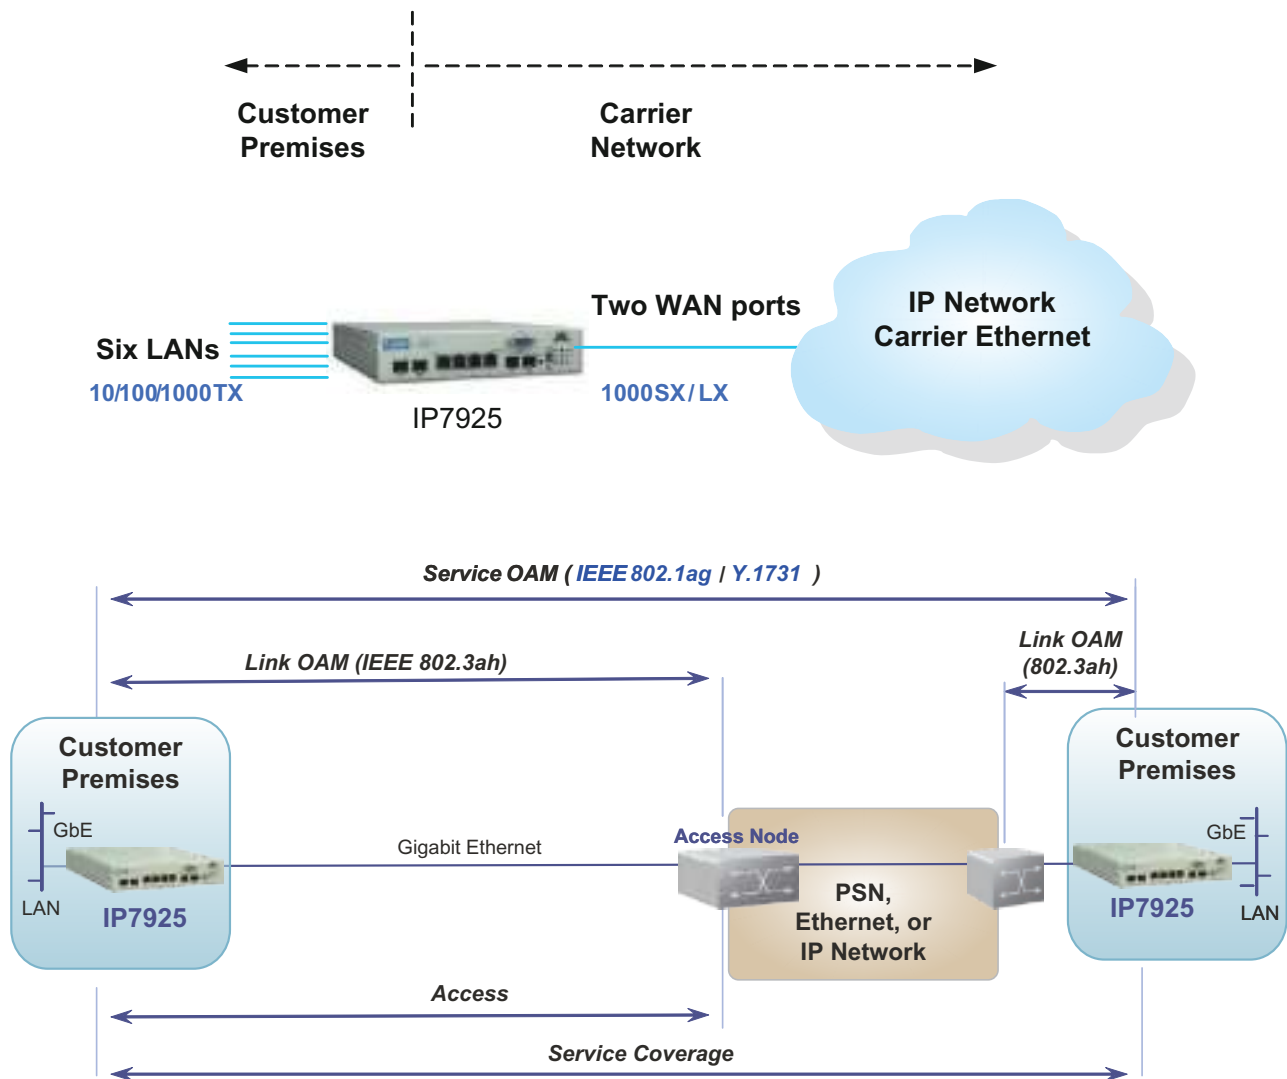 Customer
Premises
Carrier
Network
Six LANs
10/100/1000TX
IP7925
Two WAN ports
1000SX/LX
IP Network
Carrier Ethernet
Service OAM ( IEEE 802.1ag / Y.1731 )
Link OAM (IEEE 802.3ah)
Link OAM
(802.3ah)
Customer
Premises
GbE
LAN
IP7925
Gigabit Ethernet
Access Node
PSN,
Ethernet, or
IP Network
Customer
Premises
GbE
LAN
IP7925
Access
Service Coverage